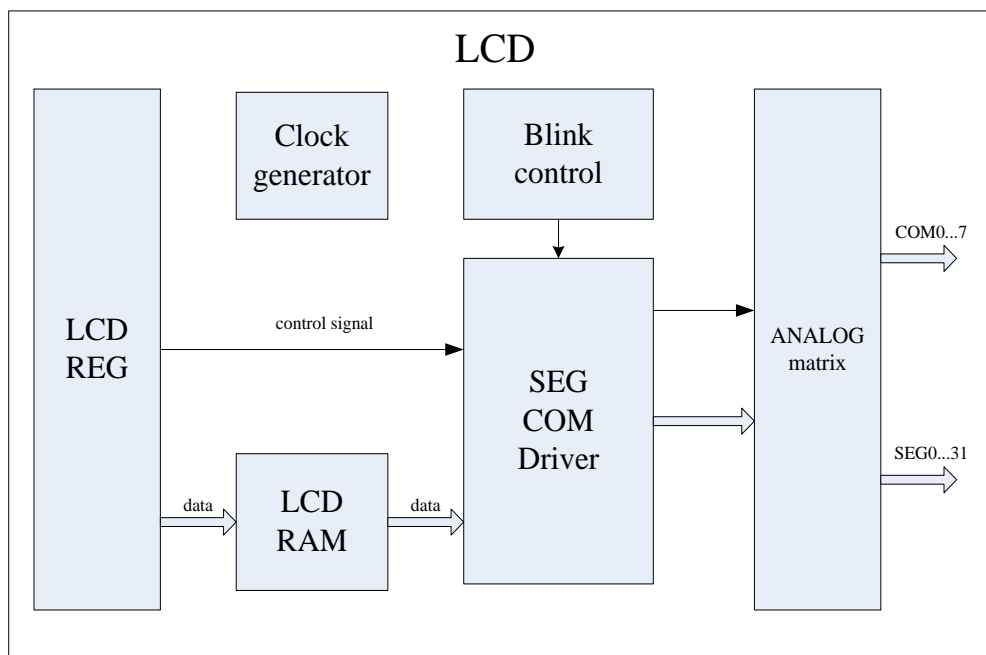 LCD
Clock
generator
Blink
control
COM0...7
LCD
REG
control signal
SEG
COM
Driver
ANALOG
matrix
SEG0...31
data
LCD
RAM
data